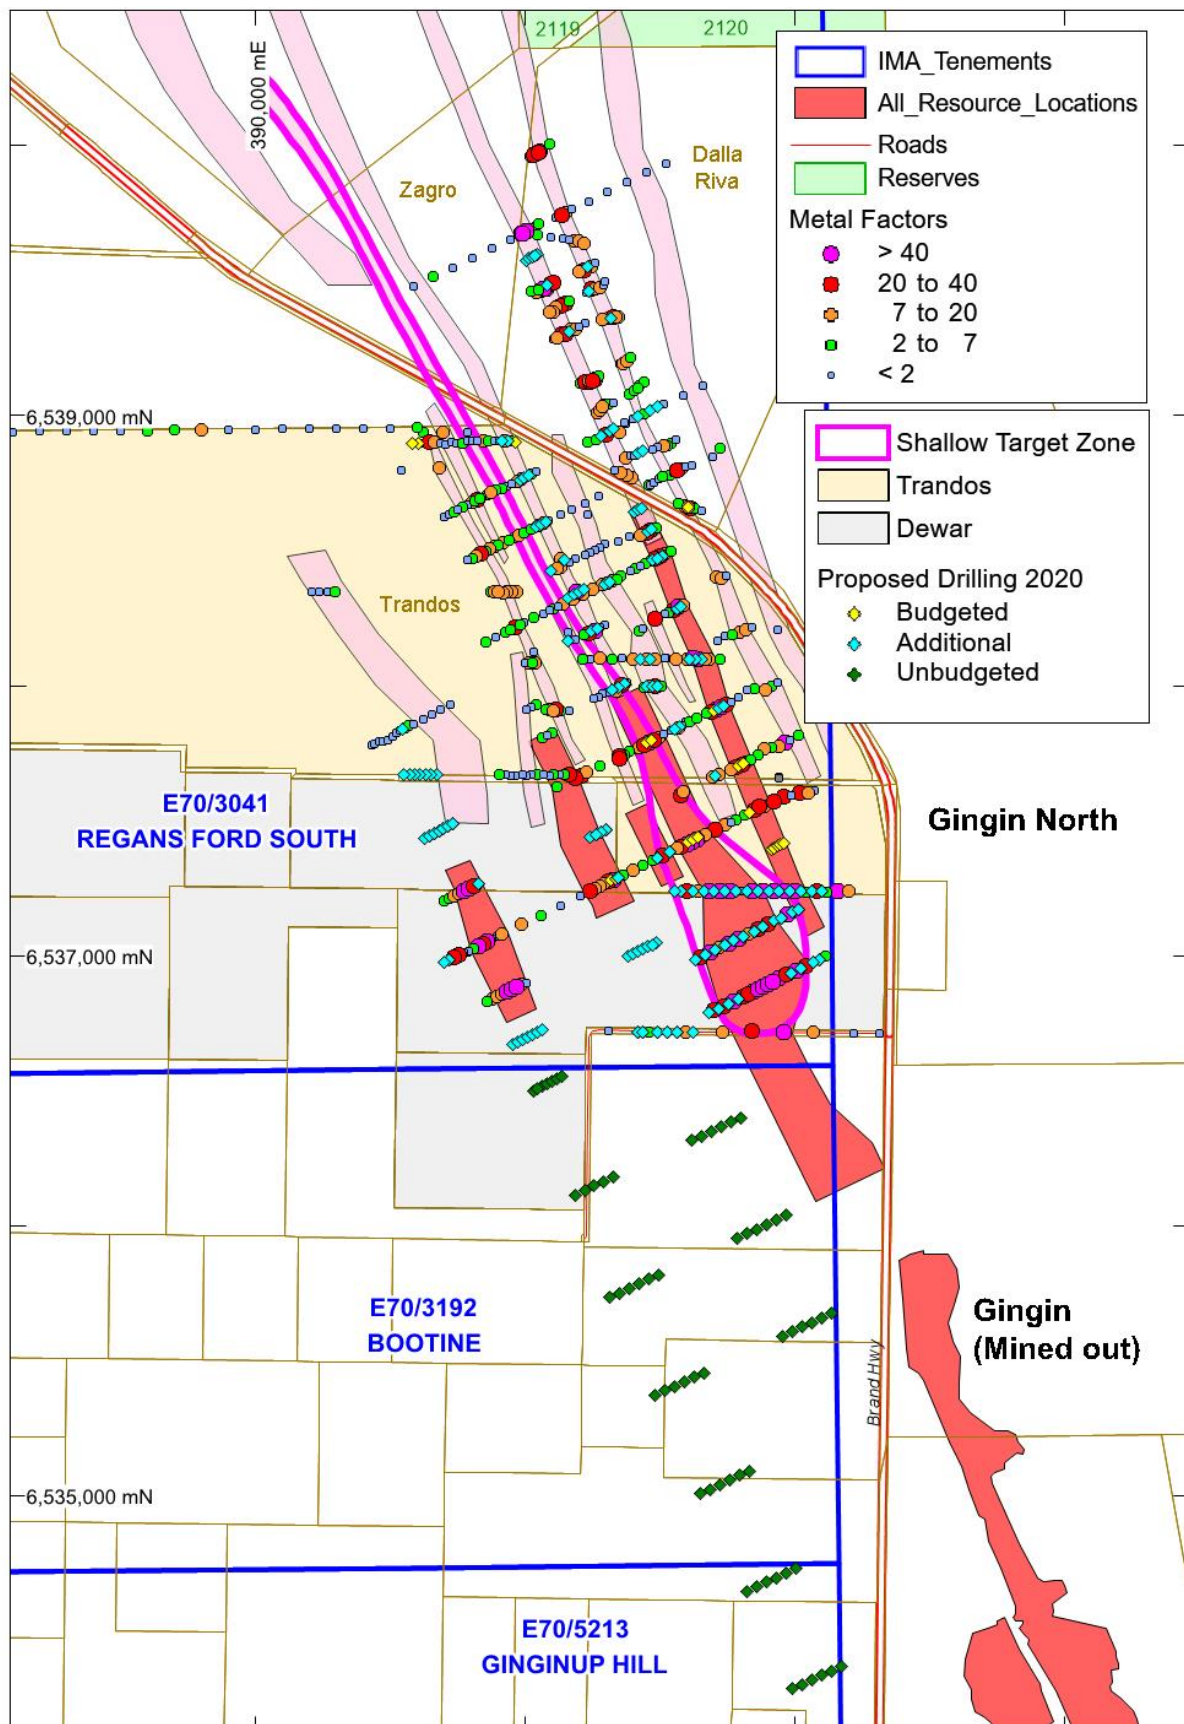 2119
2120
390,000 mE
Zagro
Dalla
Riva
IMA_Tenements
All_Resource_Locations
Roads
Reserves
Metal Factors
> 40
20 to 40
7 to 20
2 to 7
< 2
6,539,000 mN
Shallow Target Zone
Trandos
Dewar
Proposed Drilling 2020
Budgeted
Additional
Unbudgeted
Trandos
E70/3041
REGANS FORD SOUTH
Gingin North
6,537,000 mN
E70/3192
BOOTINE
Gingin
(Mined out)
Brand Hwy
6,535,000 mN
E70/5213
GINGINUP HILL